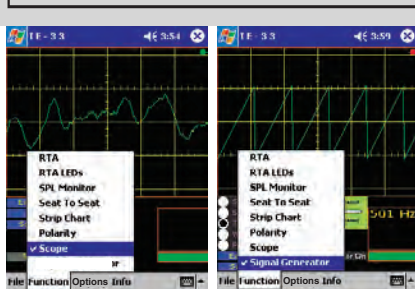 TE-33 3:54
RTA
RTA LEDs
SPL Monitor
Seat To Seat
Strip Chart
Polarity
Scope
File Function Options Info
TE-33 3:59
RTA
RTA LEDs
SPL Monitor
Seat To Seat
Strip Chart
Polarity
Scope
Signal Generator
501 Hz
File Function Options Info